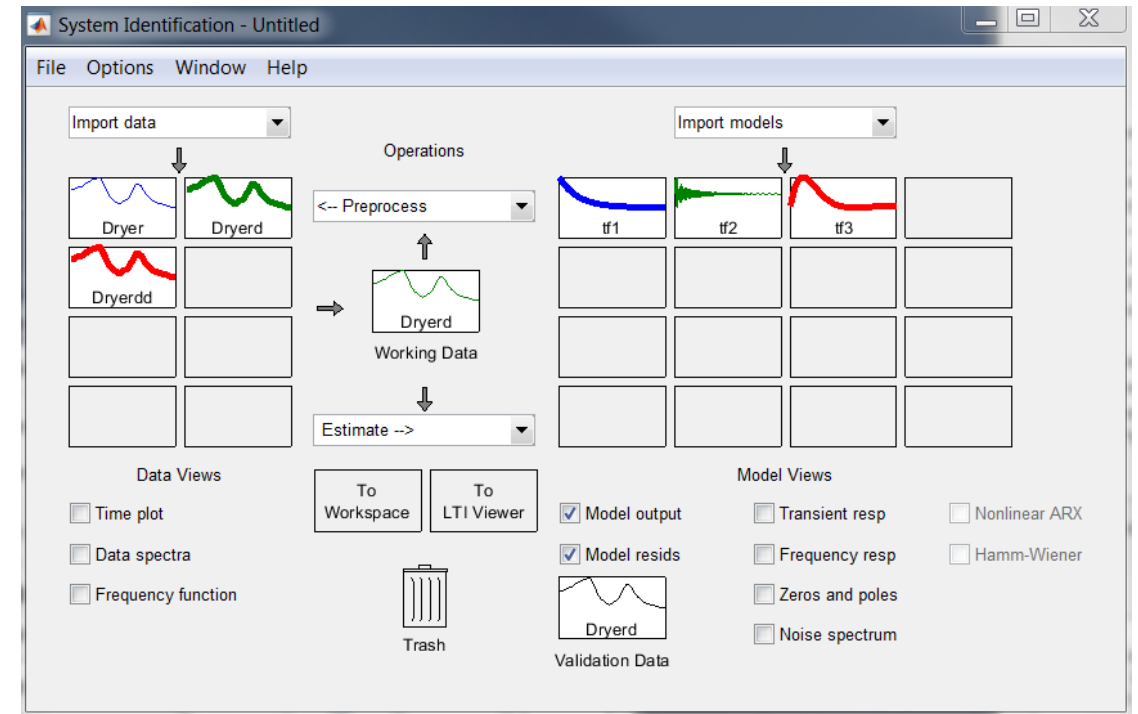 System Identification - Untitled
File Options Window Help
Import data
Import models
Operations
Dryer
Dryerd
<-- Preprocess
tf1
tf2
tf3
Dryerdd
Dryerd
Working Data
Estimate -->
Data Views
Model Views
To
Workspace
To
LTI Viewer
Time plot
Model output
Transient resp
Nonlinear ARX
Data spectra
Model resids
Frequency resp
Hamm-Wiener
Frequency function
Zeros and poles
Dryerd
Noise spectrum
Trash
Validation Data